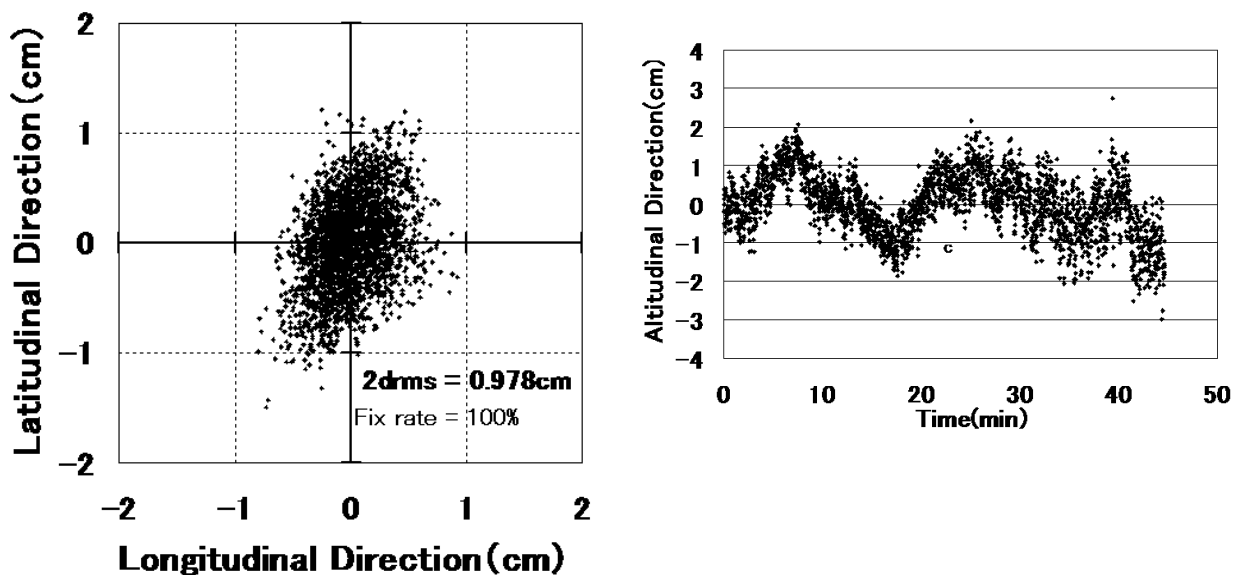 Latitudinal Direction(cm)
2
1
0
−1
−2
2drms = 0.978cm
Fix rate = 100%
−2 −1 0 1 2
Longitudinal Direction(cm)
Altitudinal Direction(cm)
4
3
2
1
0
−1
−2
−3
−4
c
0 10 20 30 40 50
Time(min)